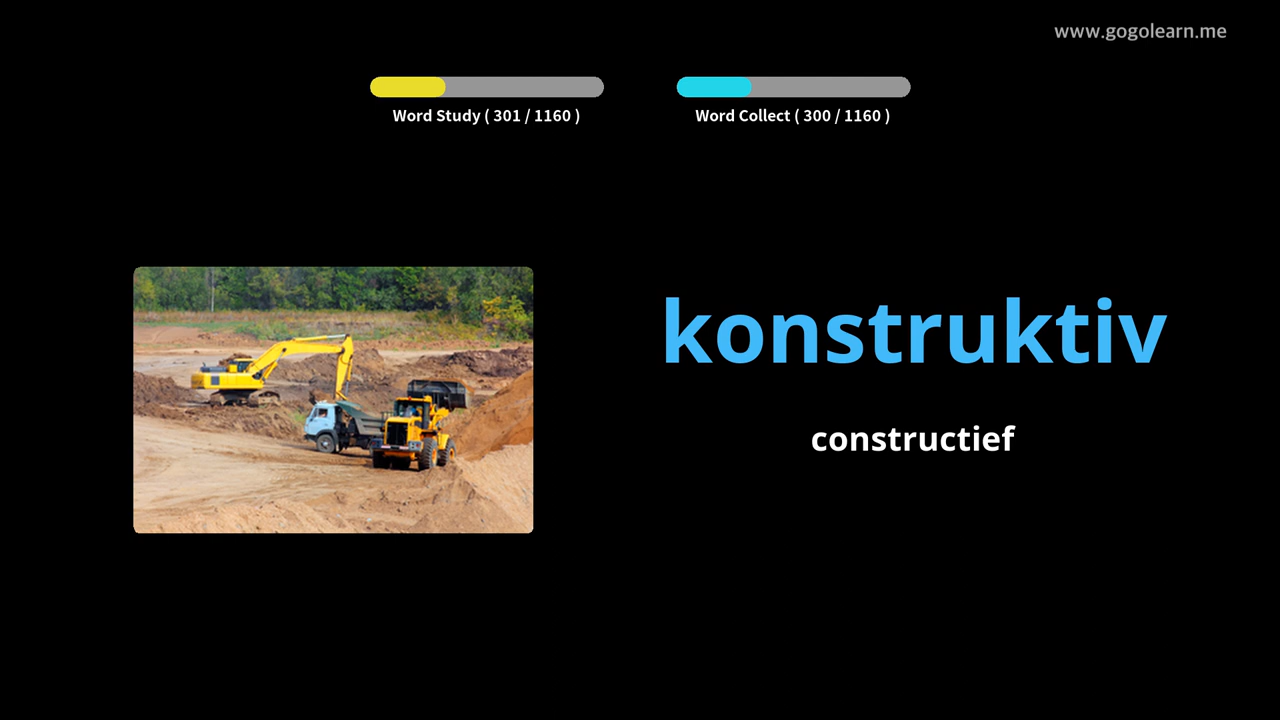 www.gogolearn.me
Word Study ( 301 / 1160 )
Word Collect ( 300 / 1160 )
konstruktiv
constructief